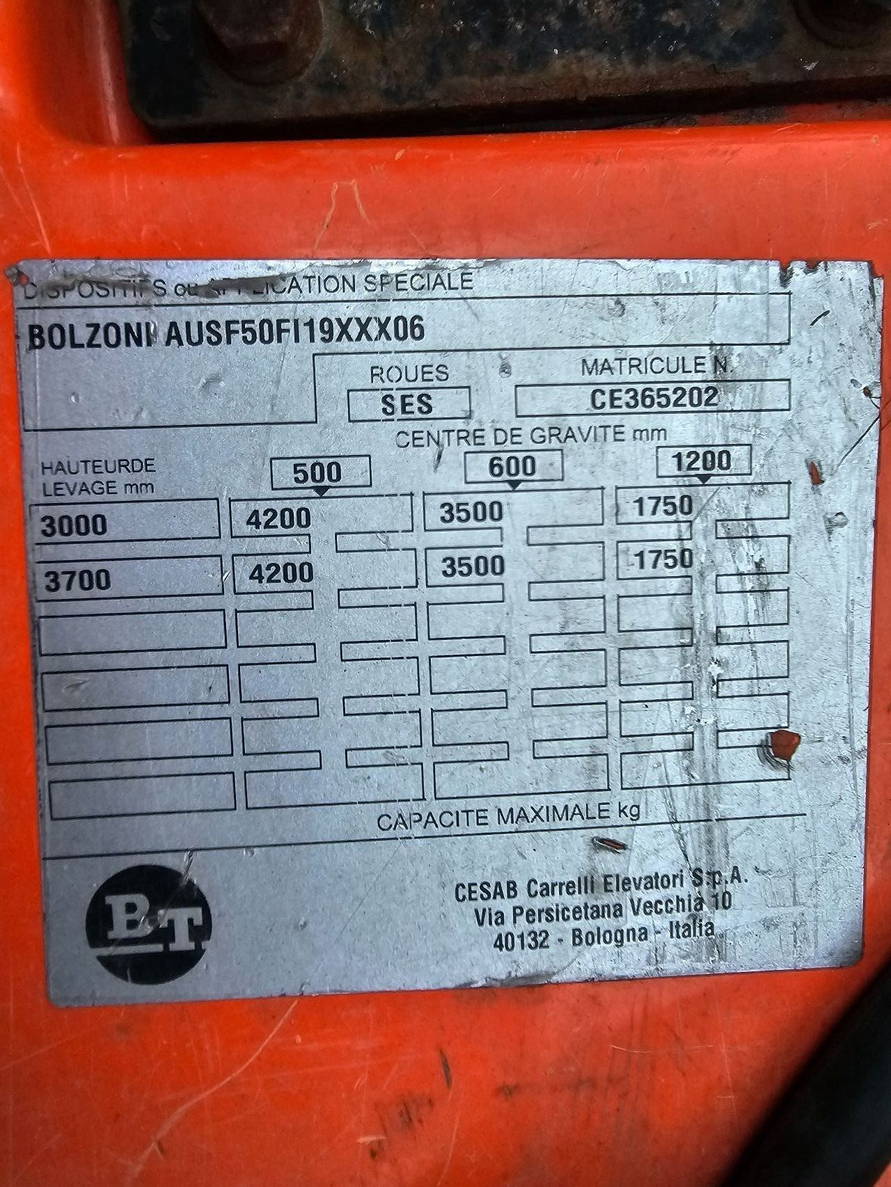 DISPOSITIFS ou APPLICATION SPECIALE
BOLZONI AUSF50FI19XXX06
ROUES
MATRICULE N.
SES
CE365202
CENTRE DE GRAVITE mm
HAUTEURDE
LEVAGE mm
500
600
1200
3000
4200
3500
1750
3700
4200
3500
1750
CAPACITE MAXIMALE kg
BT
CESAB Carrelli Elevatori S.p.A.
Via Persicetana Vecchia 10
40132 - Bologna - Italia